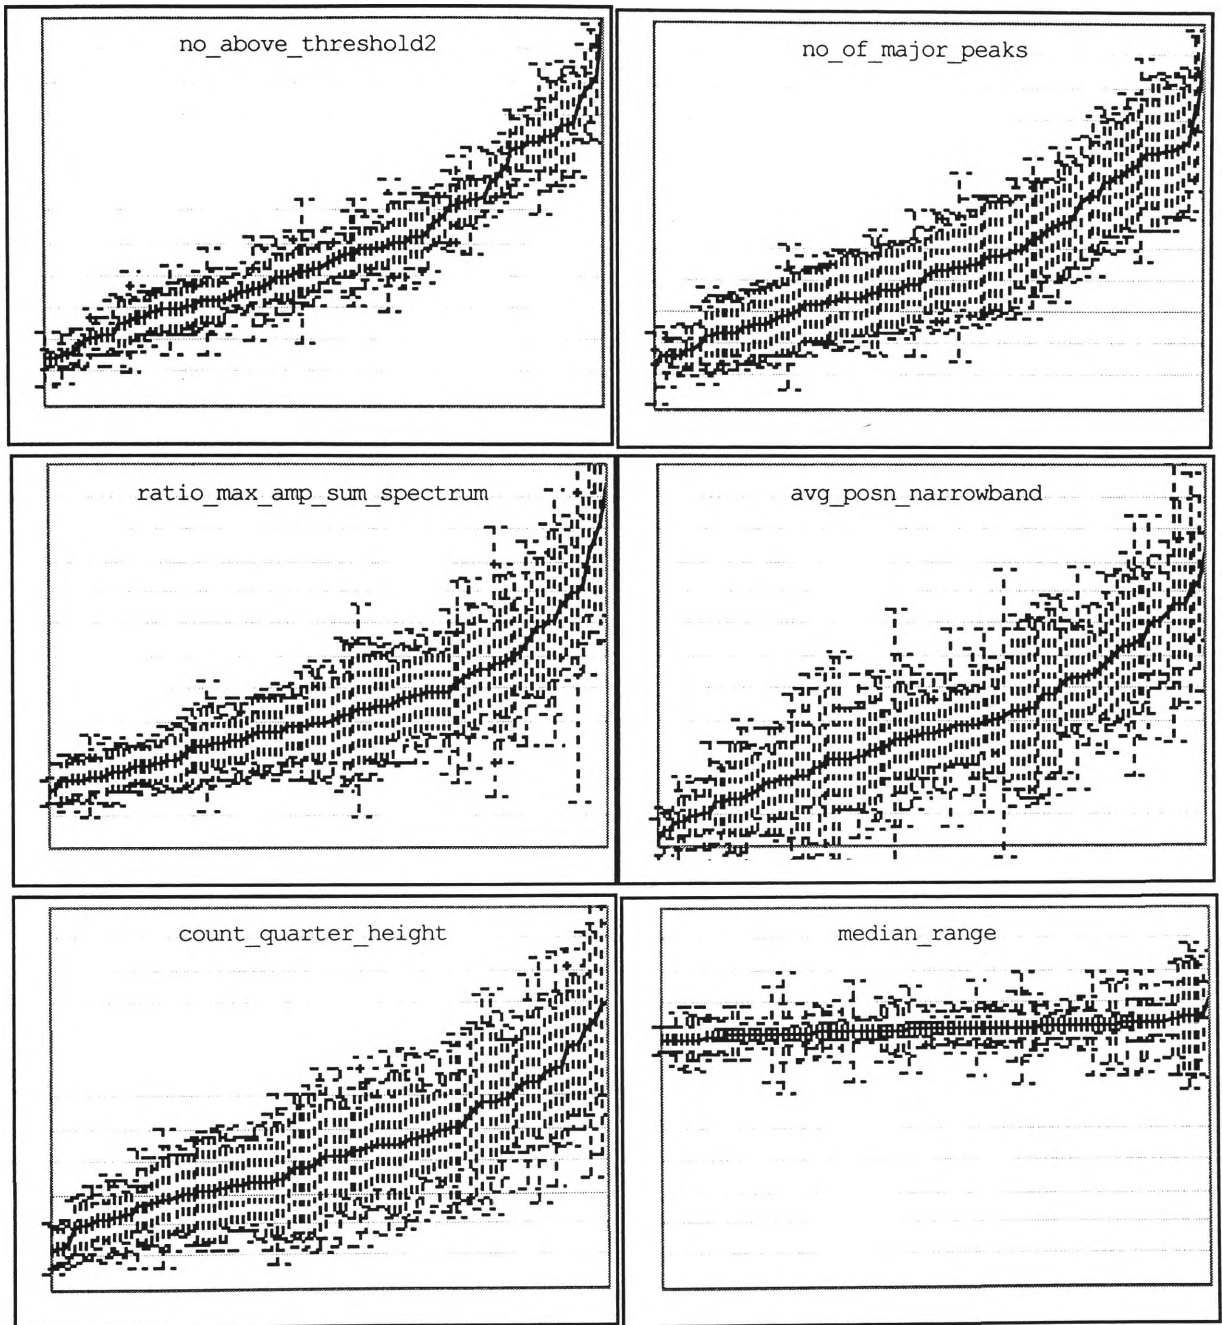 no_above_threshold2
no_of_major_peaks
ratio_max_amp_sum_spectrum
avg_posn_narrowband
count_quarter_height
median_range